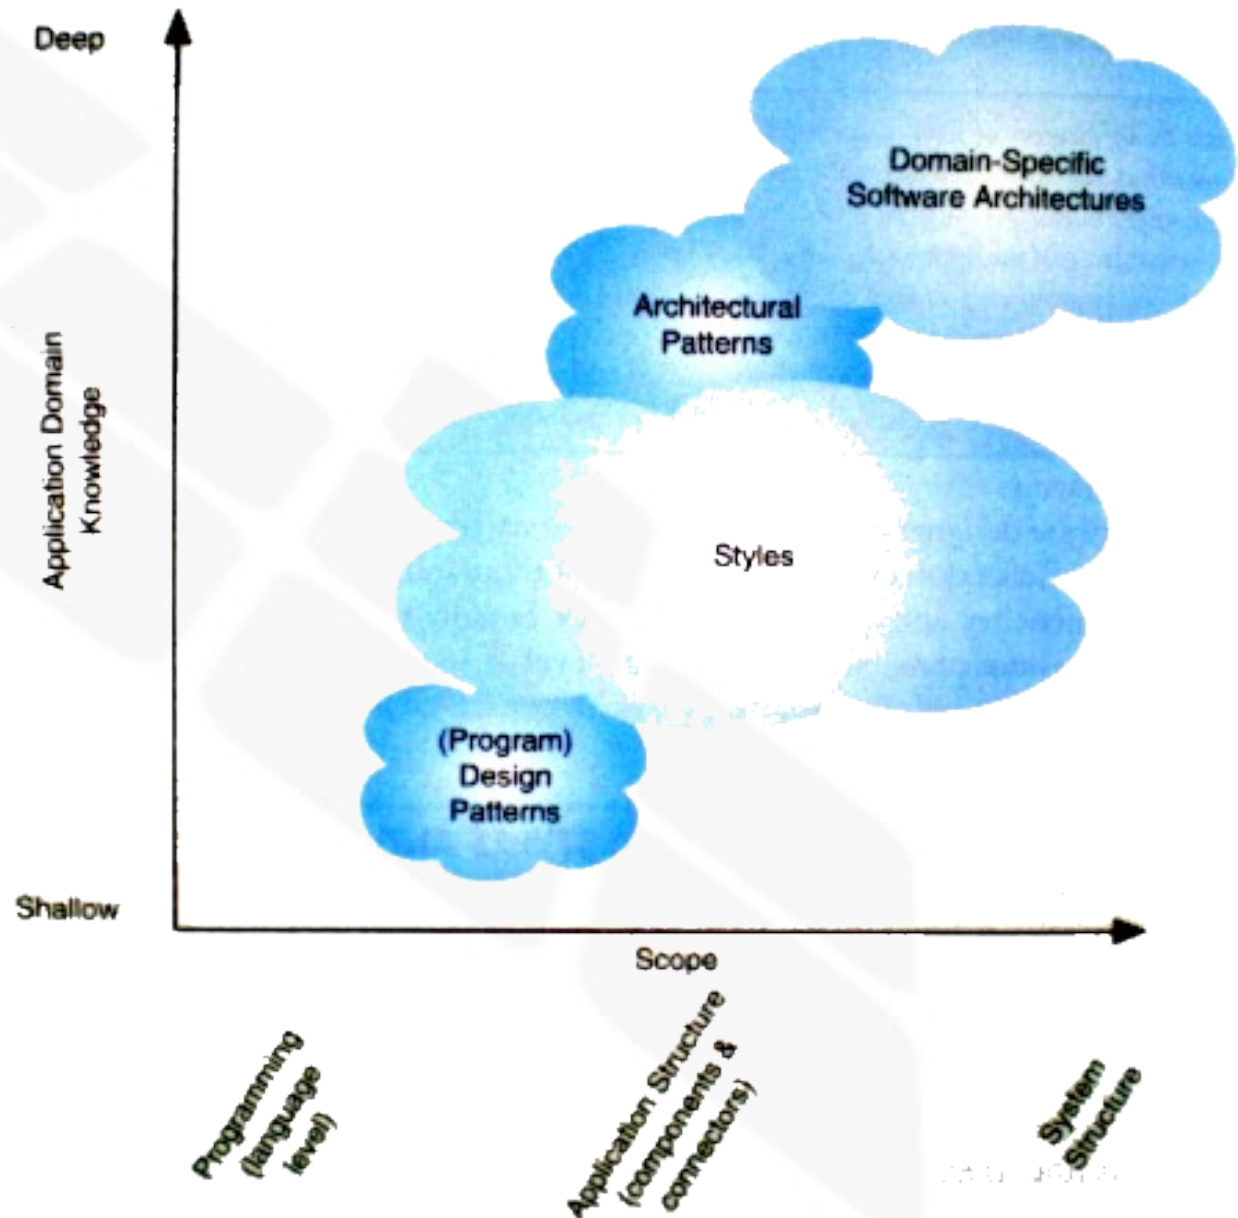 Deep
Domain-Specific
Software Architectures
Architectural
Patterns
Application Domain
Knowledge
Styles
(Program)
Design
Patterns
Shallow
Scope
Programming
(language
level)
Application Structure
(components &
connectors)
System
Structure